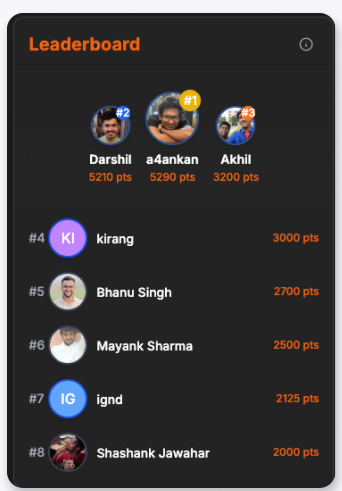 Leaderboard
#2 #1 #3
Darshil a4ankan Akhil
5210 pts 5290 pts 3200 pts
#4 KI kirang 3000 pts
#5 Bhanu Singh 2700 pts
#6 Mayank Sharma 2500 pts
#7 IG ignd 2125 pts
#8 Shashank Jawahar 2000 pts